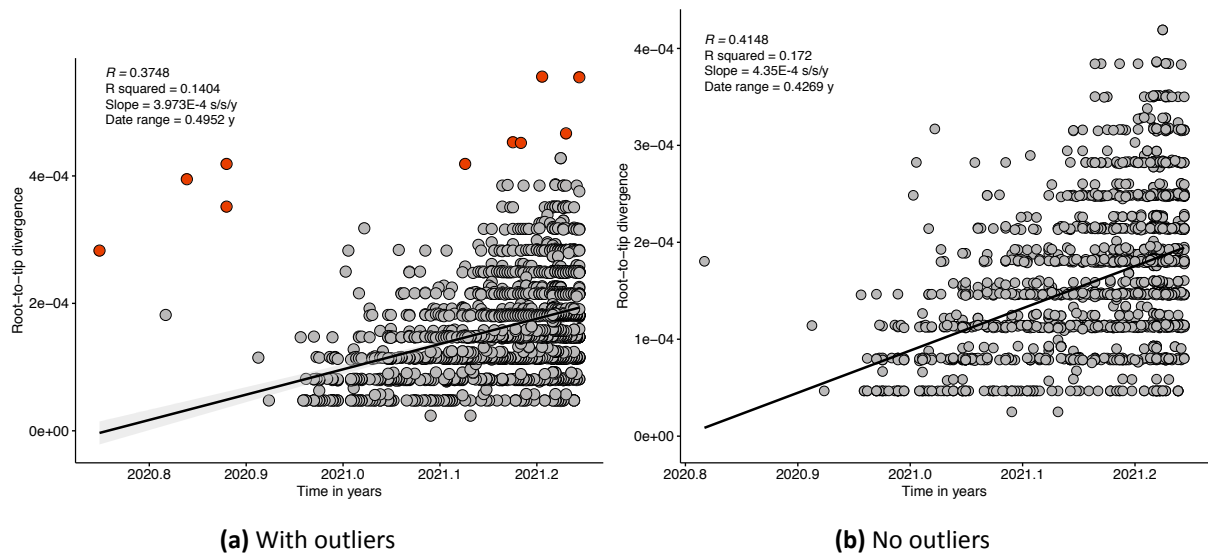 R = 0.3748
R squared = 0.1404
Slope = 3.973E-4 s/s/y
Date range = 0.4952 y
Root-to-tip divergence
4e-04
2e-04
0e+00
2020.8 2020.9 2021.0 2021.1 2021.2
Time in years
(a) With outliers
R = 0.4148
R squared = 0.172
Slope = 4.35E-4 s/s/y
Date range = 0.4269 y
Root-to-tip divergence
4e-04
3e-04
2e-04
1e-04
0e+00
2020.8 2020.9 2021.0 2021.1 2021.2
Time in years
(b) No outliers